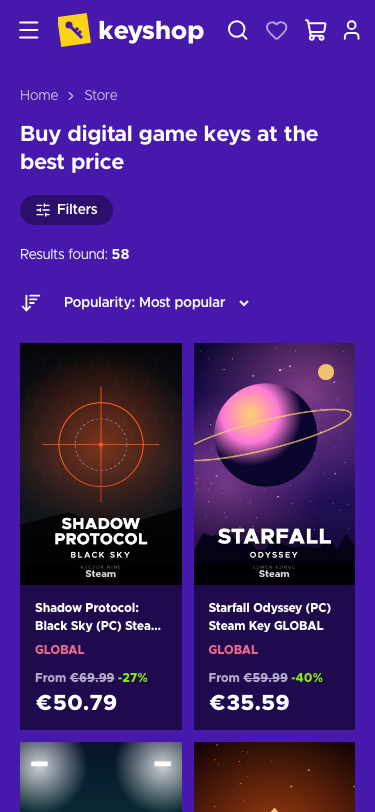 keyshop
Home > Store
Buy digital game keys at the
best price
Filters
Results found: 58
Popularity: Most popular
SHADOW
PROTOCOL
BLACK SKY
Steam
STARFALL
ODYSSEY
LUMEN FORGE
Steam
Shadow Protocol:
Black Sky (PC) Stea...
GLOBAL
From €69.99 -27%
€50.79
Starfall Odyssey (PC)
Steam Key GLOBAL
GLOBAL
From €59.99 -40%
€35.59